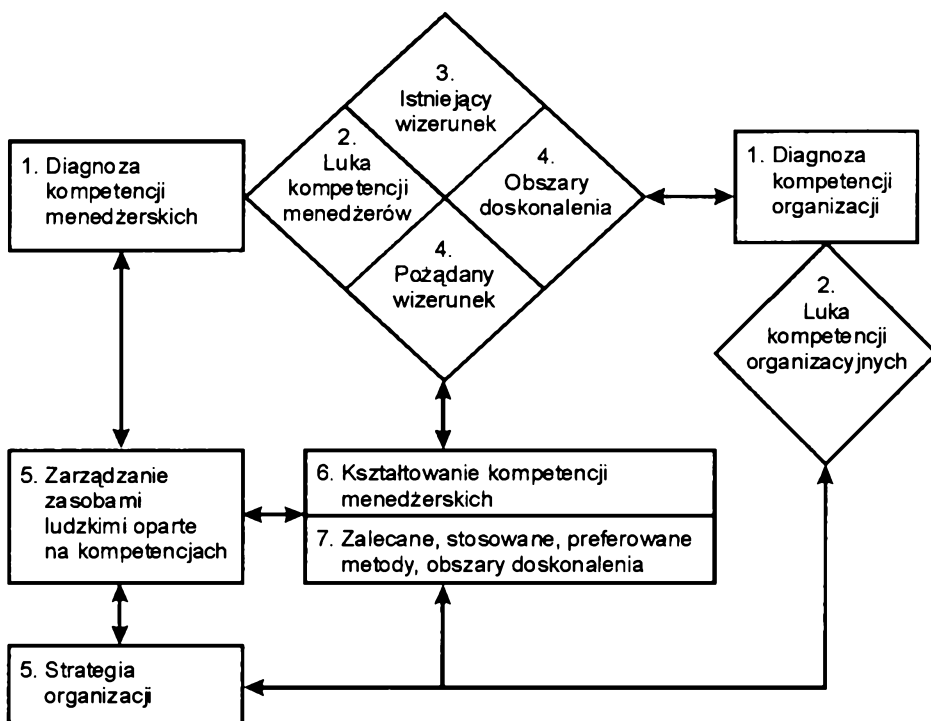 3.
Istniejący
wizerunek
2.
Luka
kompetencji
menedżerów
4.
Obszary
doskonalenia
4.
Pożądany
wizerunek
1. Diagnoza
kompetencji
menedżerskich
1. Diagnoza
kompetencji
organizacji
2.
Luka
kompetencji
organizacyjnych
5. Zarządzanie
zasobami
ludzkimi oparte
na kompetencjach
6. Kształtowanie kompetencji
menedżerskich
7. Zalecane, stosowane, preferowane
metody, obszary doskonalenia
5. Strategia
organizacji